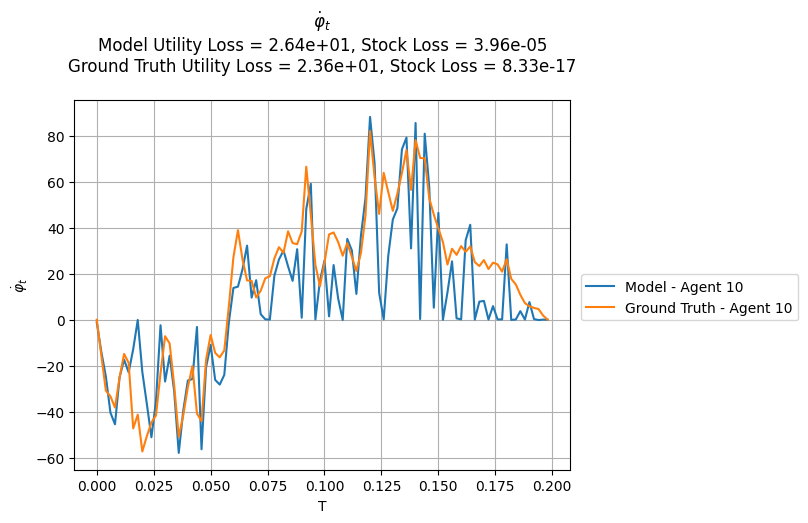 φ̇ₜ
Model Utility Loss = 2.64e+01, Stock Loss = 3.96e-05
Ground Truth Utility Loss = 2.36e+01, Stock Loss = 8.33e-17
80
60
40
20
0
−20
−40
−60
φ̇ₜ
0.000 0.025 0.050 0.075 0.100 0.125 0.150 0.175 0.200
T
Model - Agent 10
Ground Truth - Agent 10